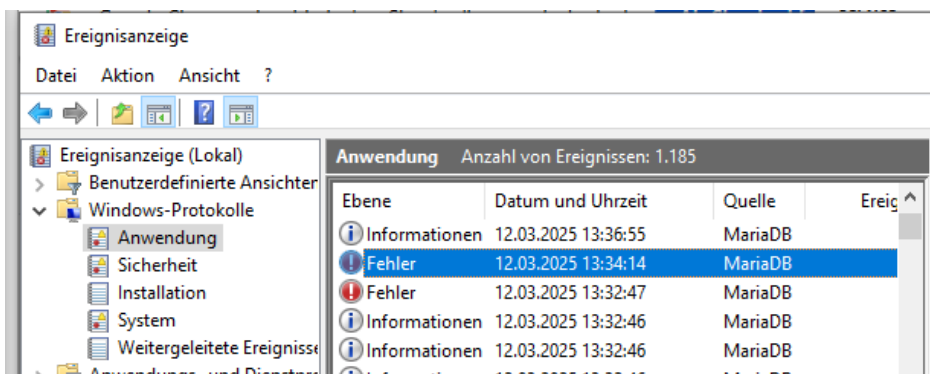 Ereignisanzeige
Datei Aktion Ansicht ?
Ereignisanzeige (Lokal)
Benutzerdefinierte Ansichter
Windows-Protokolle
Anwendung
Sicherheit
Installation
System
Weitergeleitete Ereignisse
Anwendung Anzahl von Ereignissen: 1.185
Ebene Datum und Uhrzeit Quelle Ereig
Informationen 12.03.2025 13:36:55 MariaDB
Fehler 12.03.2025 13:34:14 MariaDB
Fehler 12.03.2025 13:32:47 MariaDB
Informationen 12.03.2025 13:32:46 MariaDB
Informationen 12.03.2025 13:32:46 MariaDB